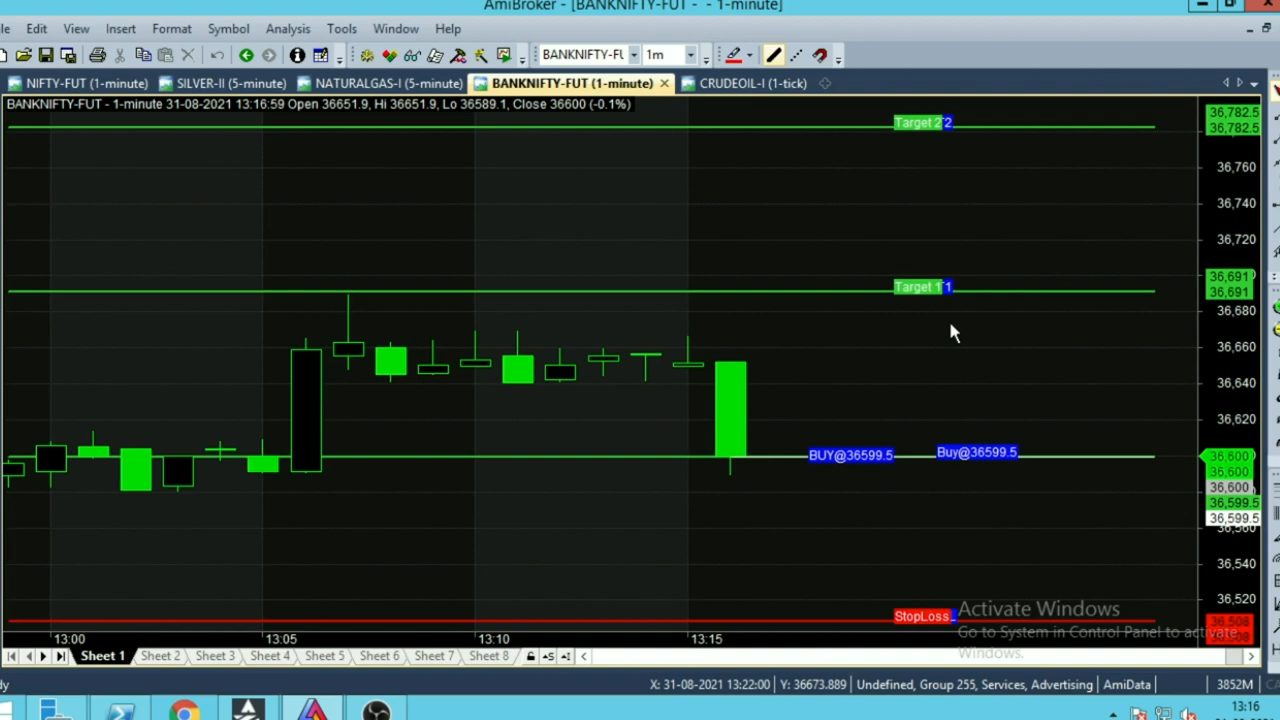 AmiBroker - [BANKNIFTY-FUT - - 1-minute]
Edit View Insert Format Symbol Analysis Tools Window Help
BANKNIFTY-FU 1m
NIFTY-FUT (1-minute) SILVER-II (5-minute) NATURALGAS-I (5-minute) BANKNIFTY-FUT (1-minute) CRUDEOIL-I (1-tick)
BANKNIFTY-FUT - 1-minute 31-08-2021 13:16:59 Open 36651.9, Hi 36651.9, Lo 36589.1, Close 36600 (-0.1%)
36,782.5
Target 2 2
36,782.5
36,760
36,740
36,720
36,691
Target 1 1
36,691
36,680
36,660
36,640
36,620
BUY@36599.5 Buy@36599.5
36,600
36,600
36,600
36,599.5
36,599.5
36,560
36,540
36,520
StopLoss
36,508
Activate Windows
Go to System in Control Panel to activate
Windows.
13:00 13:05 13:10 13:15
Sheet 1 Sheet 2 Sheet 3 Sheet 4 Sheet 5 Sheet 6 Sheet 7 Sheet 8
X: 31-08-2021 13:22:00 Y: 36673.889 Undefined, Group 255, Services, Advertising AmiData 3852M
13:16